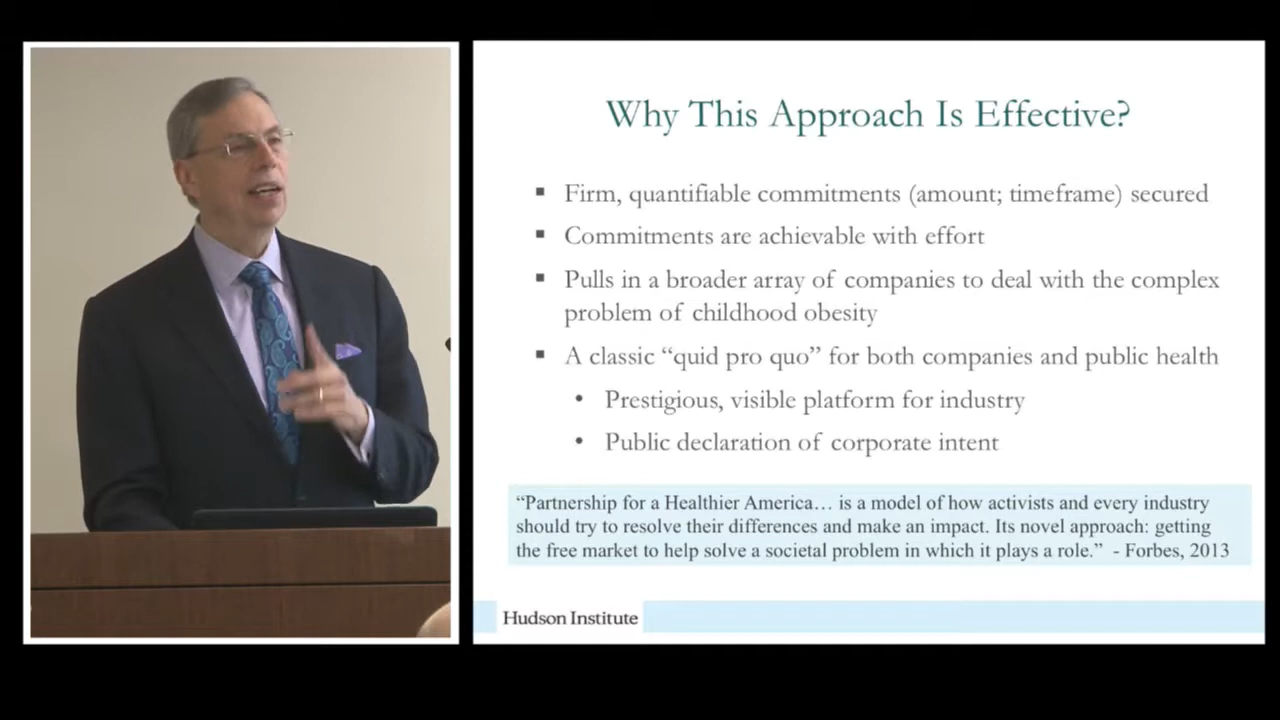 Why This Approach Is Effective?
▪ Firm, quantifiable commitments (amount; timeframe) secured
▪ Commitments are achievable with effort
▪ Pulls in a broader array of companies to deal with the complex
problem of childhood obesity
▪ A classic “quid pro quo” for both companies and public health
• Prestigious, visible platform for industry
• Public declaration of corporate intent
“Partnership for a Healthier America… is a model of how activists and every industry
should try to resolve their differences and make an impact. Its novel approach: getting
the free market to help solve a societal problem in which it plays a role.” - Forbes, 2013
Hudson Institute